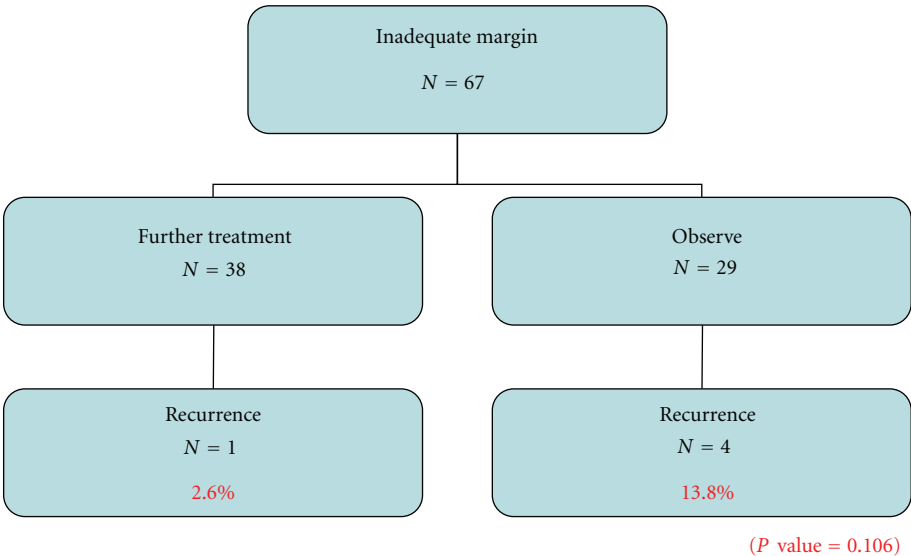 Inadequate margin
N = 67
Further treatment
N = 38
Observe
N = 29
Recurrence
N = 1
2.6%
Recurrence
N = 4
13.8%
(P value = 0.106)